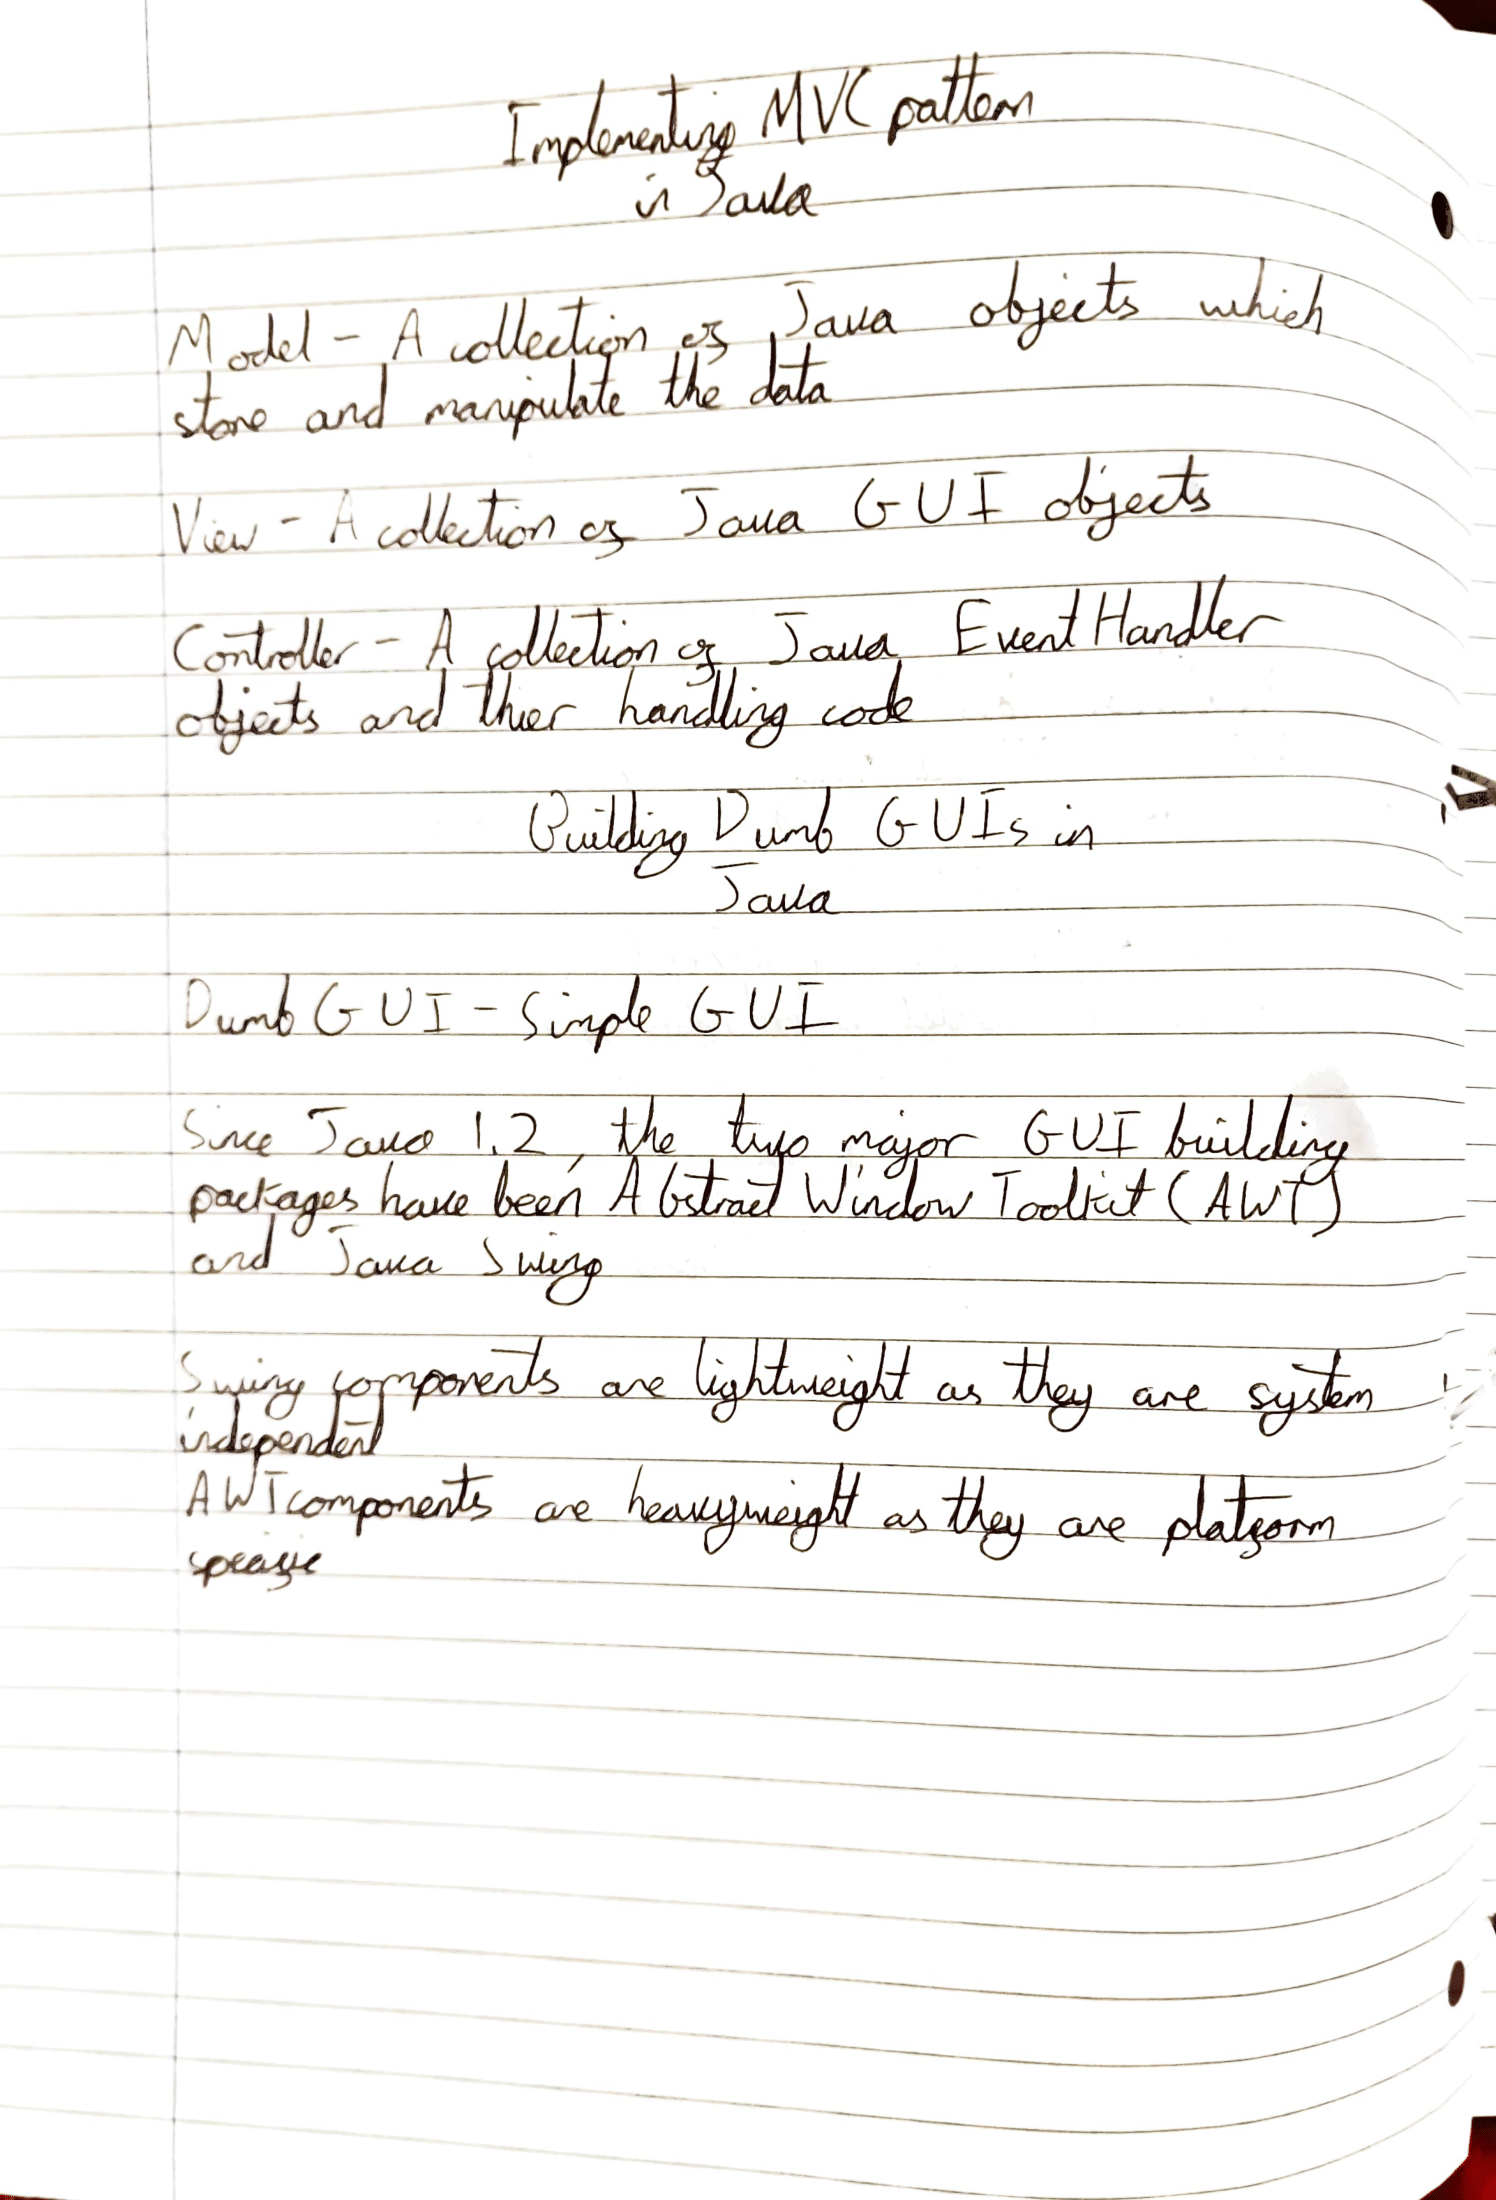 Implementing MVC pattern
in Java
Model - A collection of Java objects which
store and manipulate the data
View - A collection of Java GUI objects
Controller - A collection of Java EventHandler
objects and thier handling code
Building Dumb GUIs in
Java
Dumb GUI - Simple GUI
Since Java 1.2, the two major GUI building
packages have been Abstract Window Toolkit (AWT)
and Java Swing
Swing components are lightweight as they are system
independent
AWT components are heavyweight as they are platform
specific